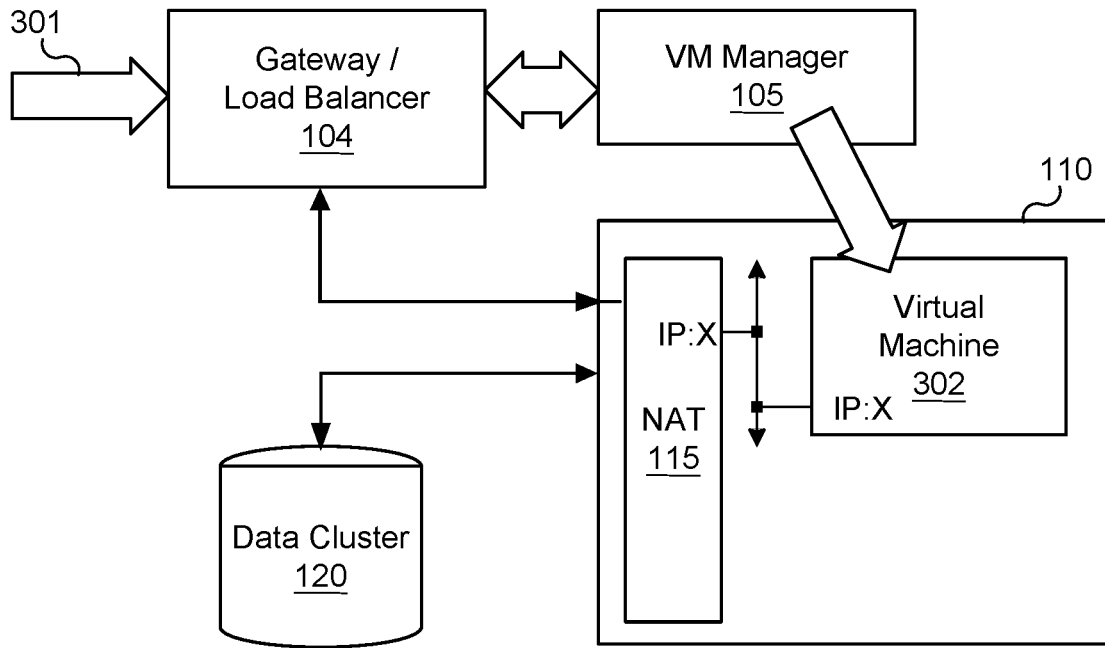 301
Gateway /
Load Balancer
104
VM Manager
105
110
Virtual
Machine
302
IP:X
IP:X
NAT
115
Data Cluster
120